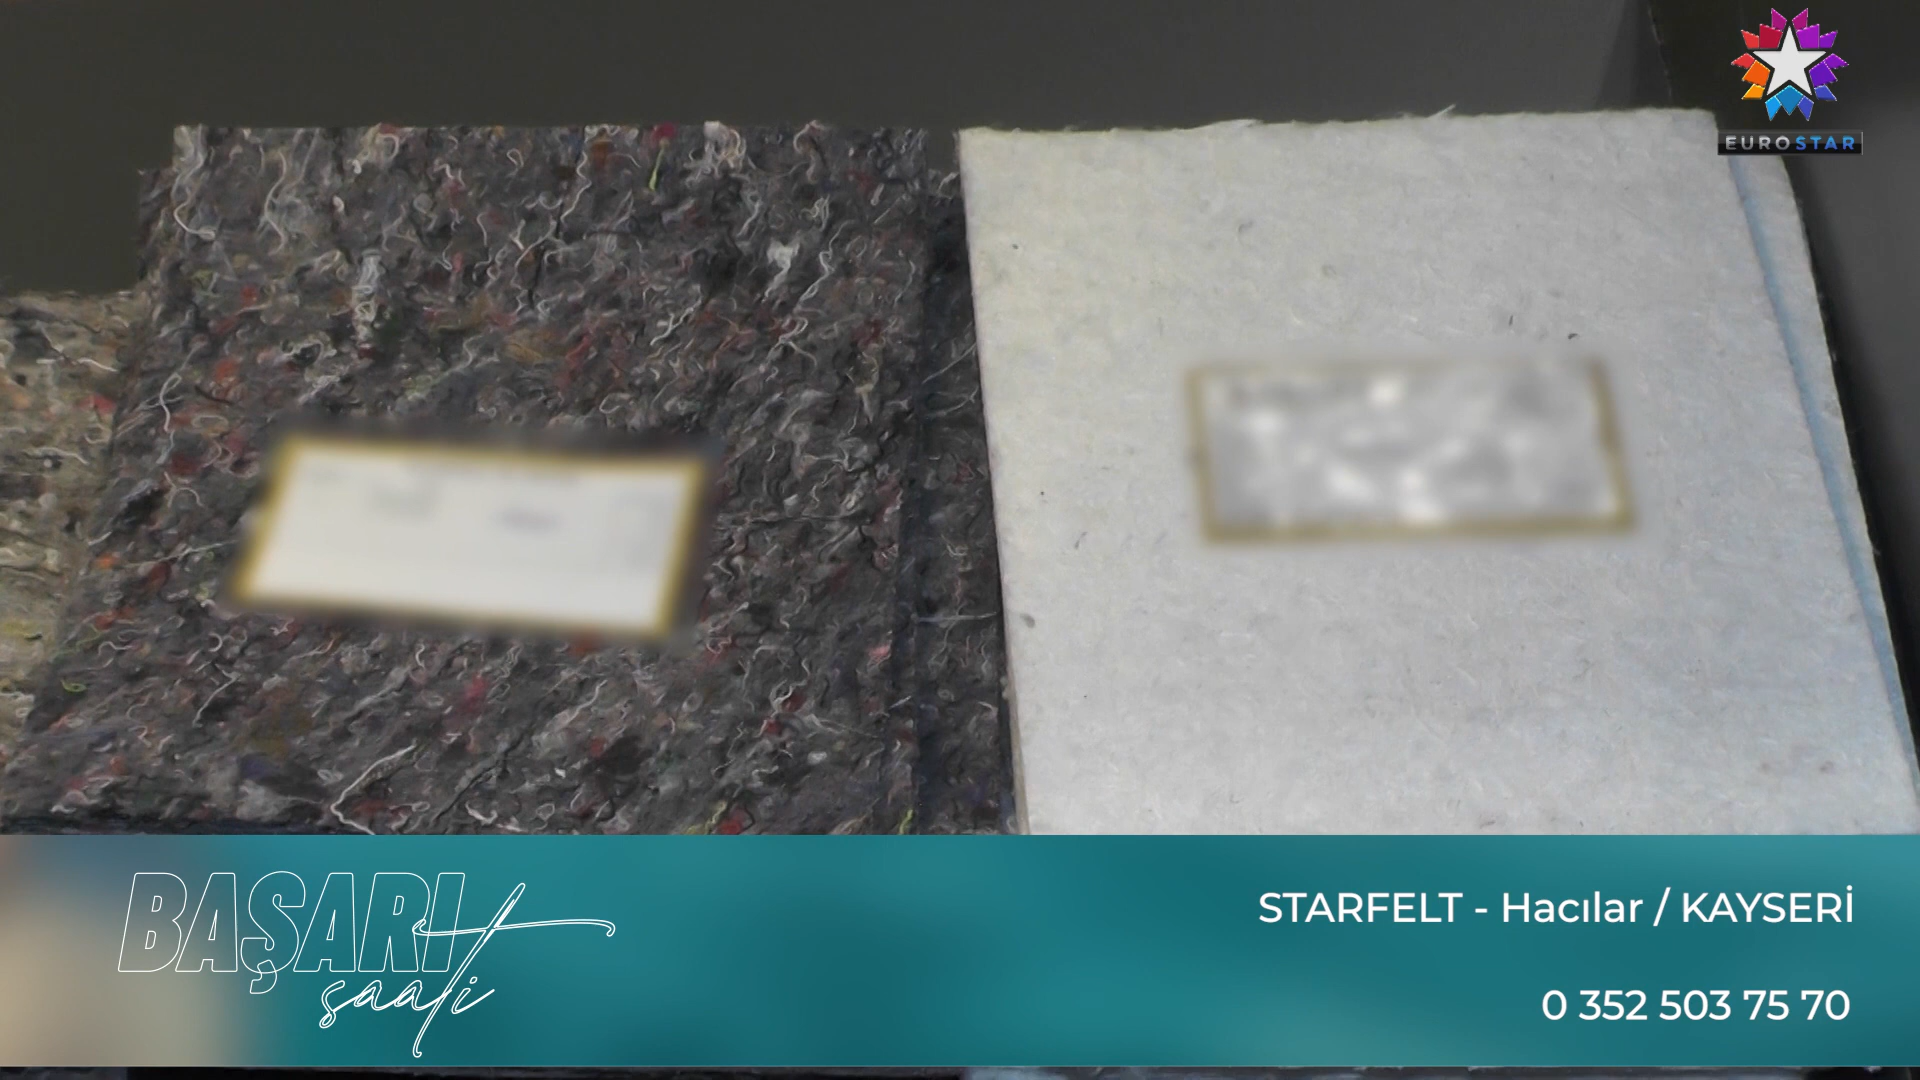 EUROSTAR
BAŞARI
saati
STARFELT - Hacılar / KAYSERİ
0 352 503 75 70